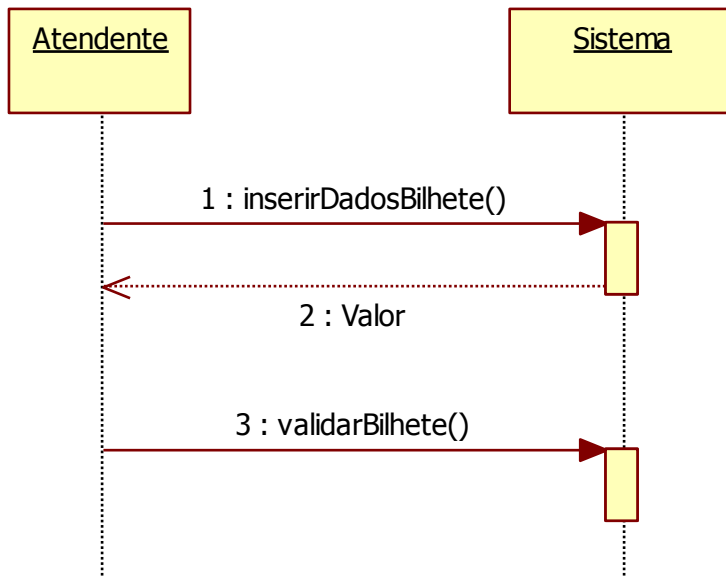 Atendente
Sistema
1 : inserirDadosBilhete()
2 : Valor
3 : validarBilhete()